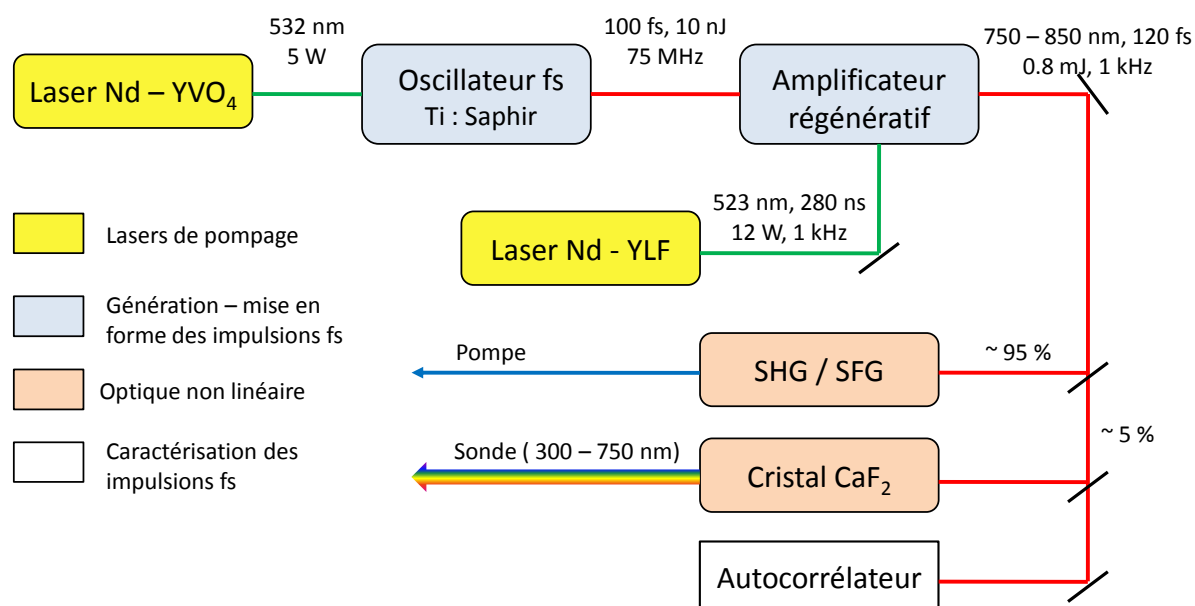 532 nm
5 W
100 fs, 10 nJ
75 MHz
750 – 850 nm, 120 fs
0.8 mJ, 1 kHz
Laser Nd – YVO₄
Oscillateur fs
Ti : Saphir
Amplificateur
régénératif
523 nm, 280 ns
12 W, 1 kHz
Laser Nd - YLF
Lasers de pompage
Génération – mise en
forme des impulsions fs
Optique non linéaire
Caractérisation des
impulsions fs
Pompe
SHG / SFG
~ 95 %
~ 5 %
Sonde ( 300 – 750 nm)
Cristal CaF₂
Autocorrélateur